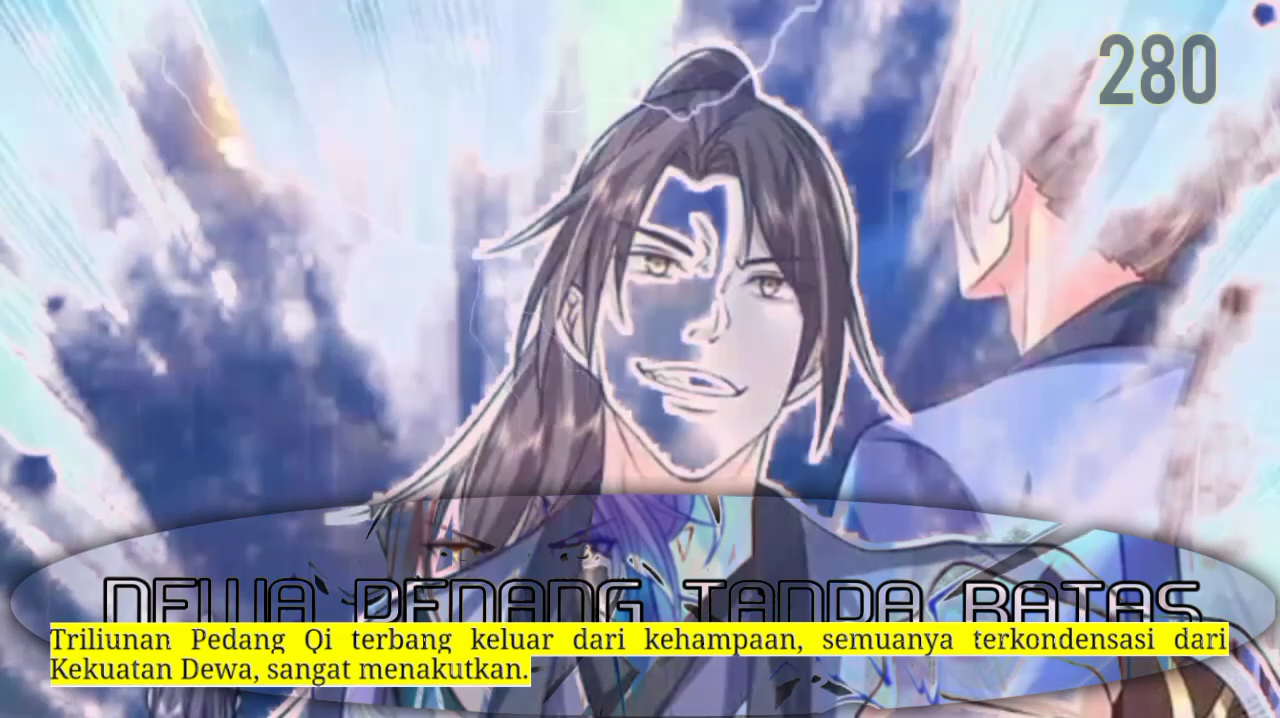 280
DEWA PEDANG TANPA BATAS
Triliunan Pedang Qi terbang keluar dari kehampaan, semuanya terkondensasi dari
Kekuatan Dewa, sangat menakutkan.